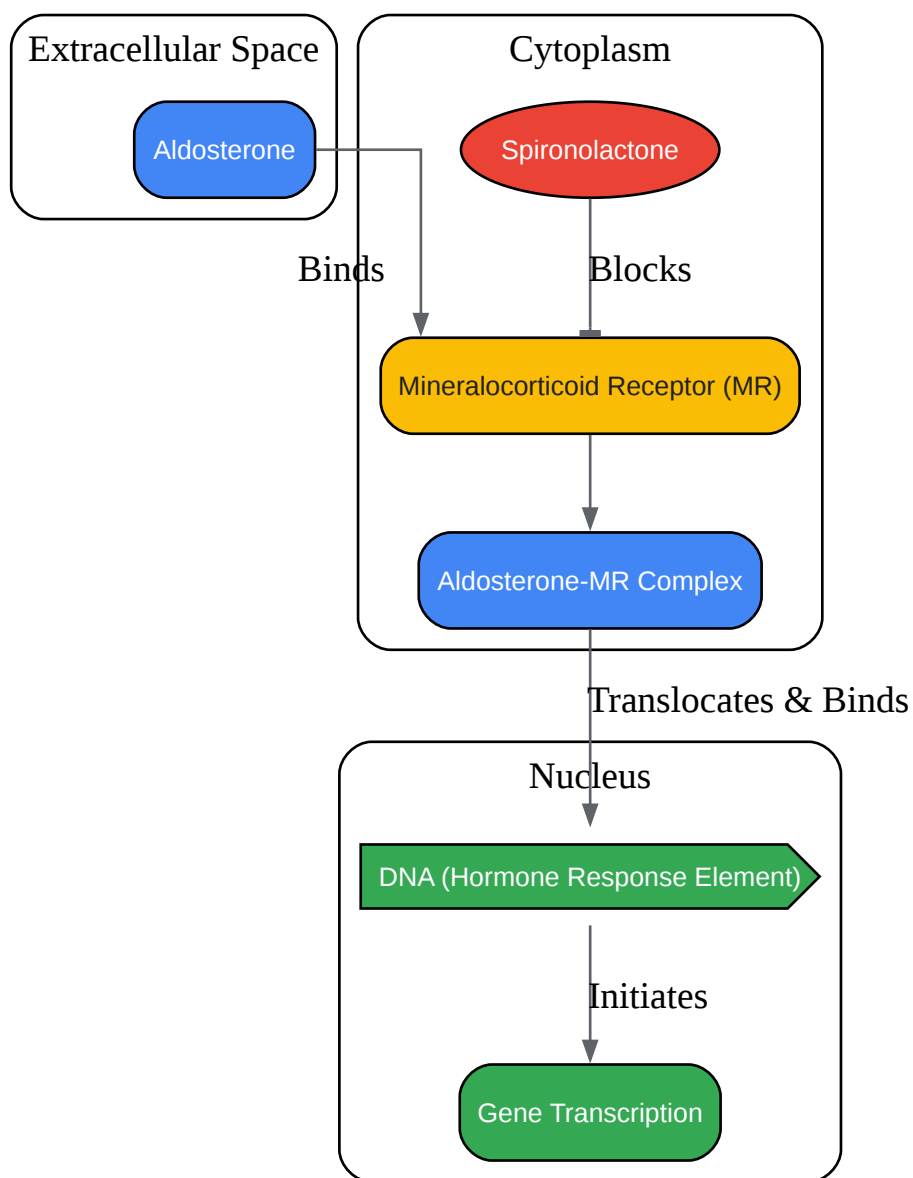 Extracellular Space
Cytoplasm
Aldosterone
Spironolactone
Binds
Blocks
Mineralocorticoid Receptor (MR)
Aldosterone-MR Complex
Translocates & Binds
Nucleus
DNA (Hormone Response Element)
Initiates
Gene Transcription